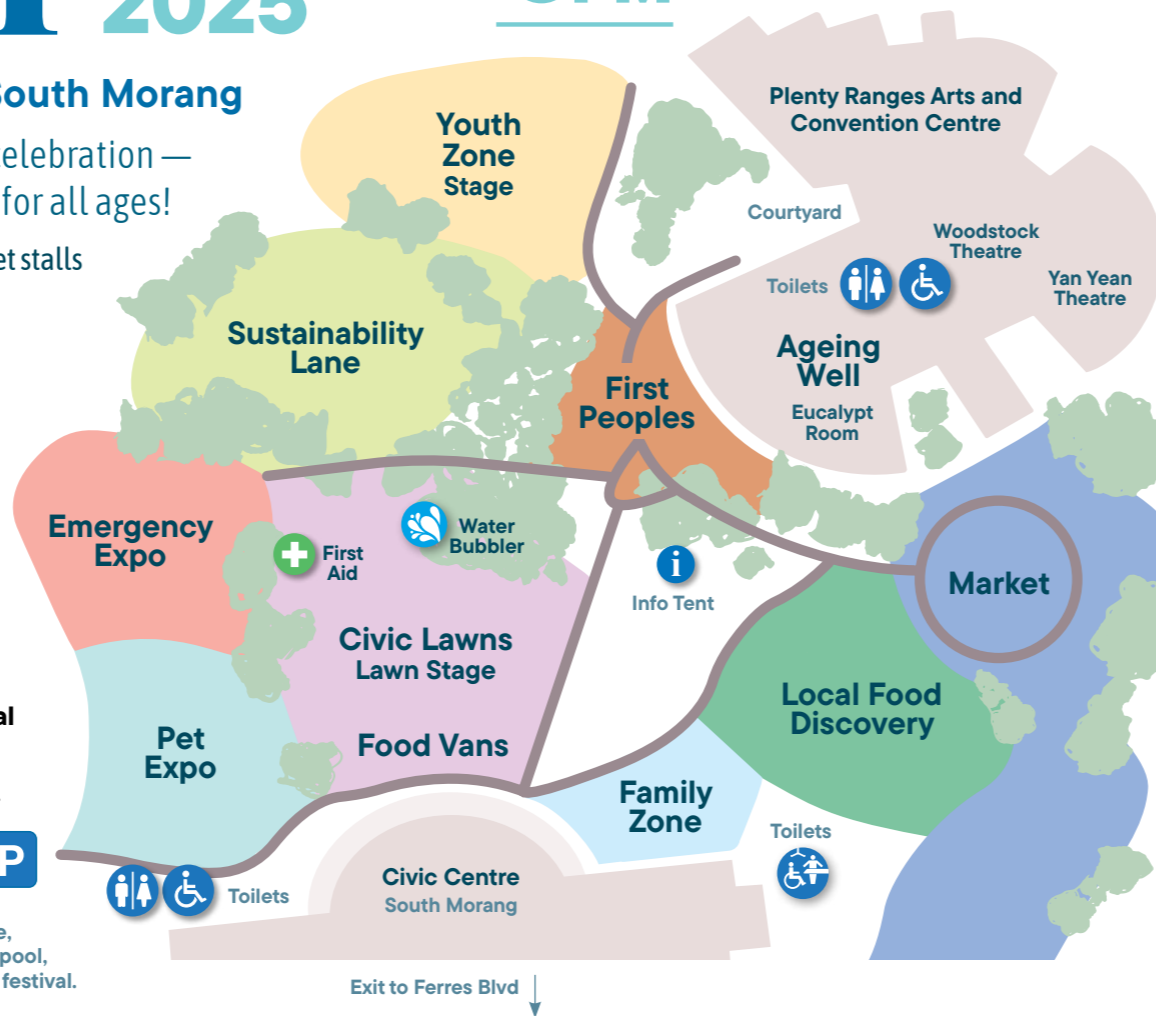 2025
South Morang
celebration —
for all ages!
et stalls
Youth
Zone
Stage
Plenty Ranges Arts and
Convention Centre
Courtyard
Woodstock
Theatre
Toilets
Yan Yean
Theatre
Sustainability
Lane
Ageing
Well
First
Peoples
Eucalypt
Room
Emergency
Expo
First
Aid
Water
Bubbler
i
Info Tent
Market
Civic Lawns
Lawn Stage
Local Food
Discovery
al
Pet
Expo
Food Vans
Family
Zone
Toilets
P
Civic Centre
South Morang
Toilets
e,
pool,
festival.
Exit to Ferres Blvd